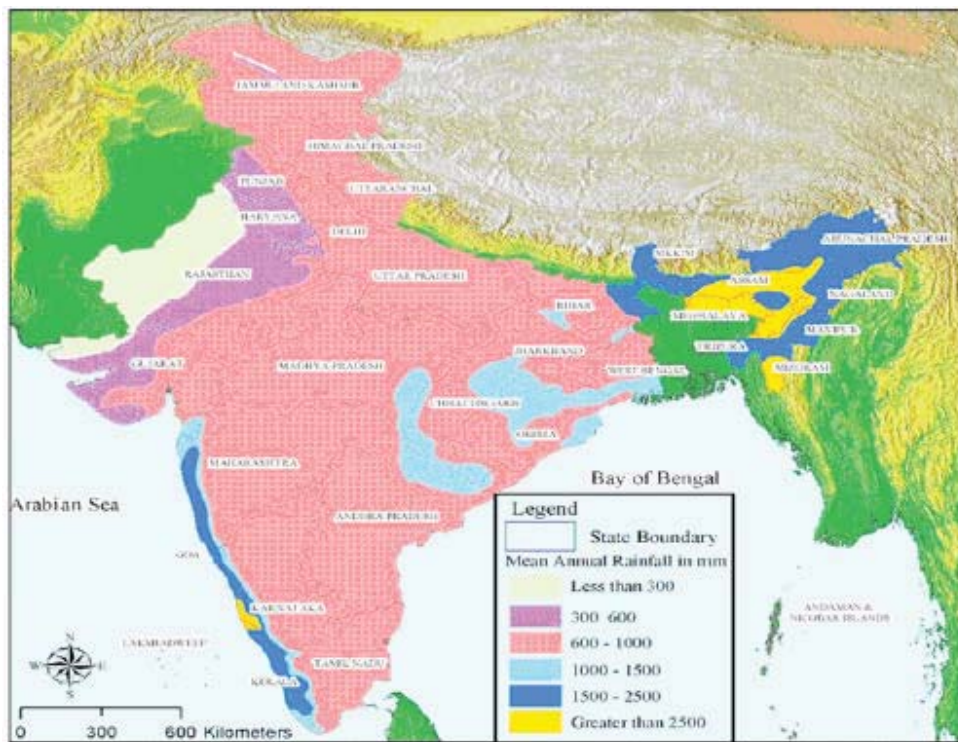 JAMMU AND KASHMIR
HIMACHAL PRADESH
PUNJAB
UTTARANCHAL
HARYANA
DELHI
RAJASTHAN
UTTAR PRADESH
SIKKIM
ARUNACHAL PRADESH
ASSAM
NAGALAND
BIHAR
MEGHALAYA
MANIPUR
TRIPURA
JHARKHAND
GUJARAT
MADHYA PRADESH
WEST BENGAL
MIZORAM
CHHATTISGARH
ORISSA
MAHARASHTRA
Bay of Bengal
Arabian Sea
ANDHRA PRADESH
GOA
KARNATAKA
LAKSHADWEEP
TAMIL NADU
KERALA
ANDAMAN &
NICOBAR ISLANDS
Legend
State Boundary
Mean Annual Rainfall in mm
Less than 300
300-600
600 - 1000
1000 - 1500
1500 - 2500
Greater than 2500
N
W E
S
0 300 600 Kilometers